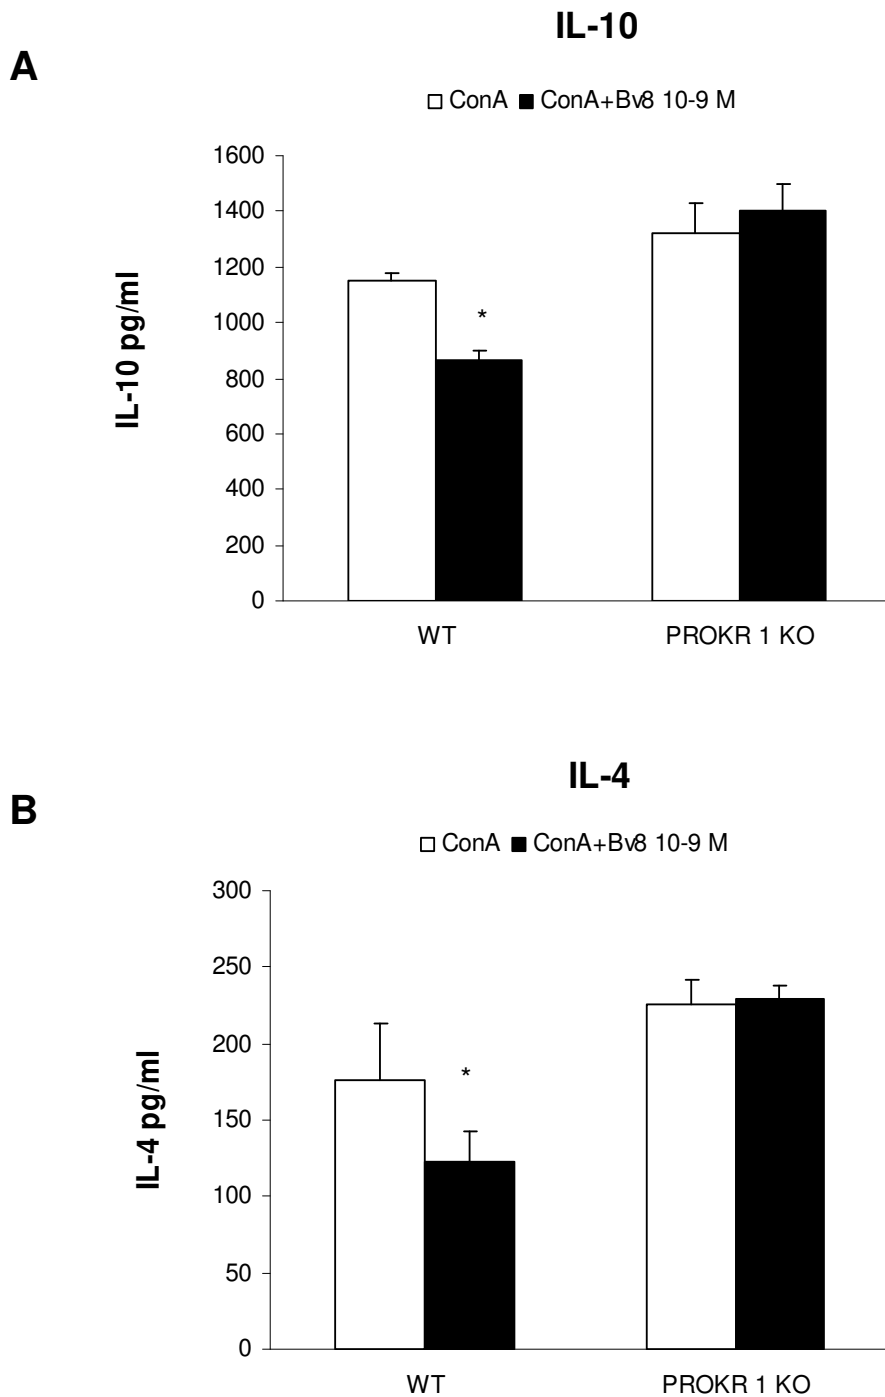 IL-10
A
ConA ConA+Bv8 10-9 M
1600
1400
1200
1000
800
600
400
200
0
IL-10 pg/ml
*
WT PROKR 1 KO
IL-4
B
ConA ConA+Bv8 10-9 M
300
250
200
150
100
50
0
IL-4 pg/ml
*
WT PROKR 1 KO